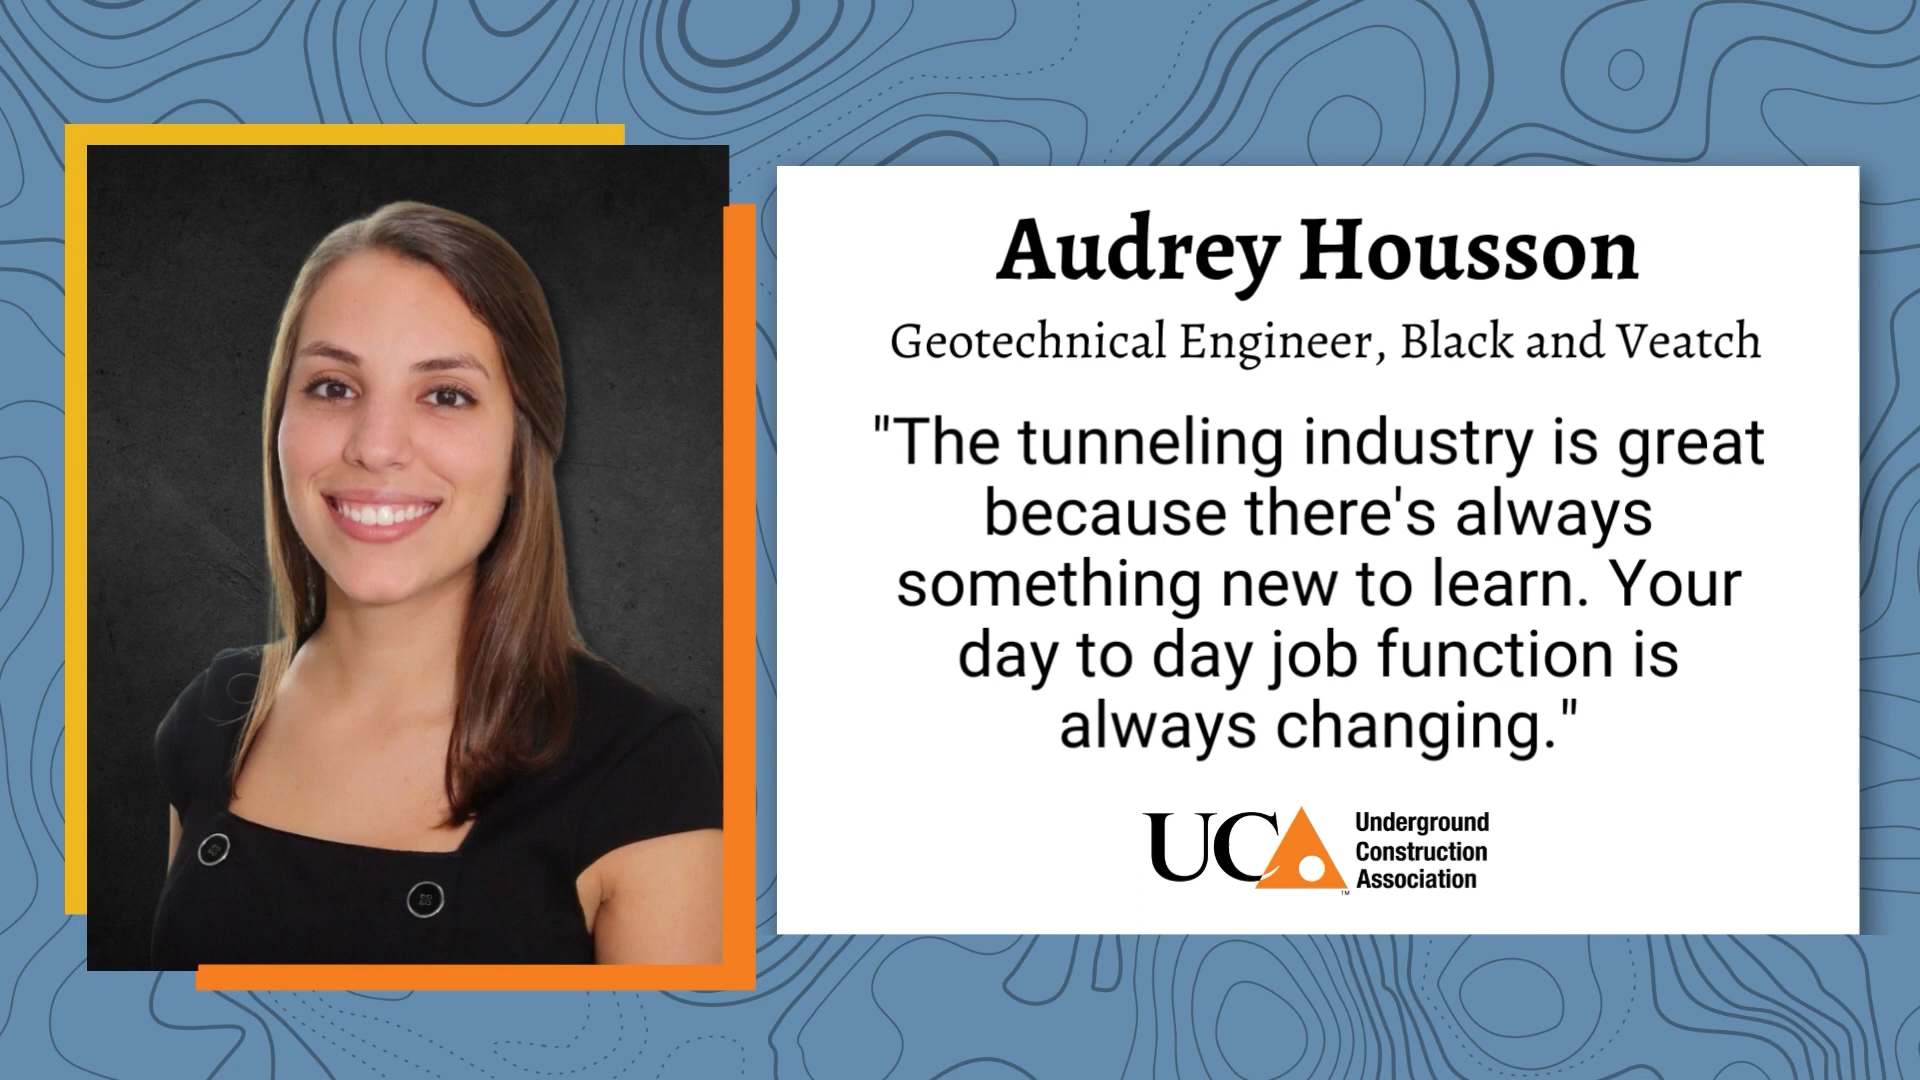 Audrey Housson
Geotechnical Engineer, Black and Veatch
"The tunneling industry is great
because there's always
something new to learn. Your
day to day job function is
always changing."
UCA
TM
Underground
Construction
Association